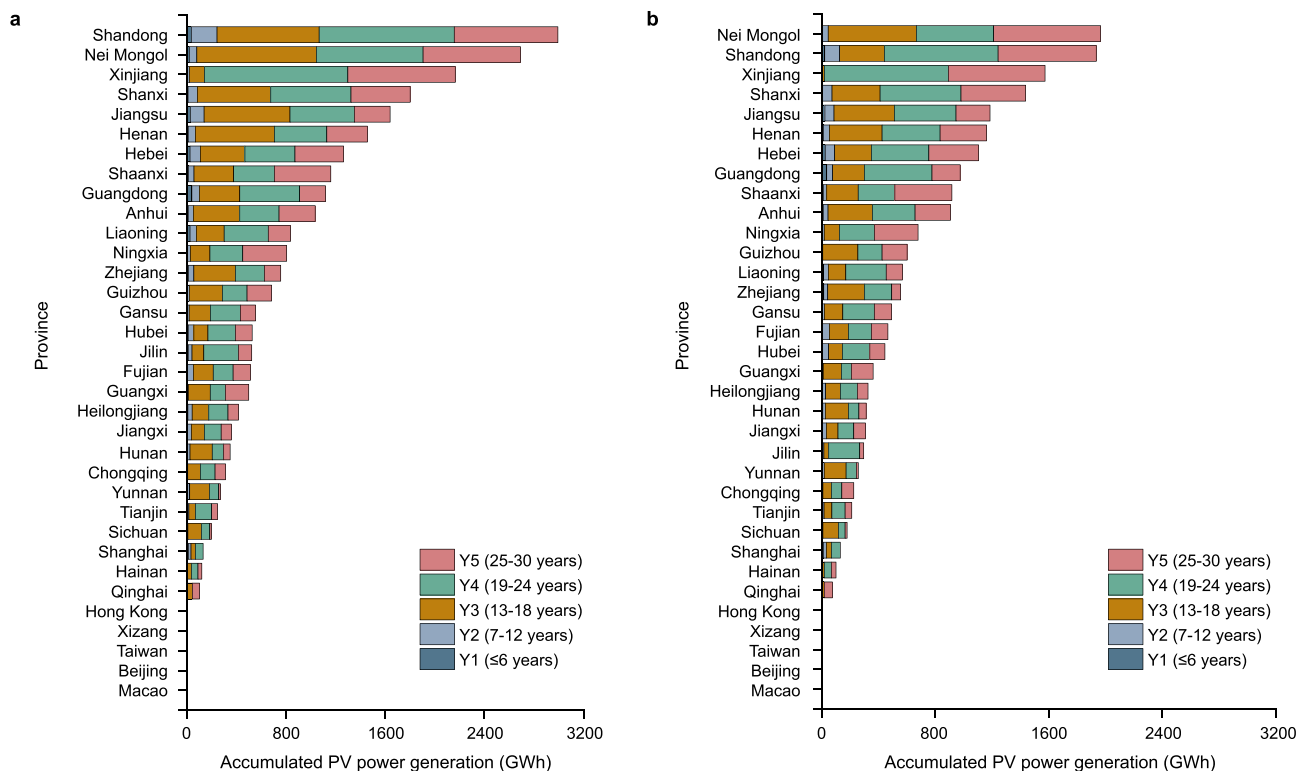 a
Province
Shandong
Nei Mongol
Xinjiang
Shanxi
Jiangsu
Henan
Hebei
Shaanxi
Guangdong
Anhui
Liaoning
Ningxia
Zhejiang
Guizhou
Gansu
Hubei
Jilin
Fujian
Guangxi
Heilongjiang
Jiangxi
Hunan
Chongqing
Yunnan
Tianjin
Sichuan
Shanghai
Hainan
Qinghai
Hong Kong
Xizang
Taiwan
Beijing
Macao
Y5 (25-30 years)
Y4 (19-24 years)
Y3 (13-18 years)
Y2 (7-12 years)
Y1 (≤6 years)
0 800 1600 2400 3200
Accumulated PV power generation (GWh)
b
Province
Nei Mongol
Shandong
Xinjiang
Shanxi
Jiangsu
Henan
Hebei
Guangdong
Shaanxi
Anhui
Ningxia
Guizhou
Liaoning
Zhejiang
Gansu
Fujian
Hubei
Guangxi
Heilongjiang
Hunan
Jiangxi
Jilin
Yunnan
Chongqing
Tianjin
Sichuan
Shanghai
Hainan
Qinghai
Hong Kong
Xizang
Taiwan
Beijing
Macao
Y5 (25-30 years)
Y4 (19-24 years)
Y3 (13-18 years)
Y2 (7-12 years)
Y1 (≤6 years)
0 800 1600 2400 3200
Accumulated PV power generation (GWh)